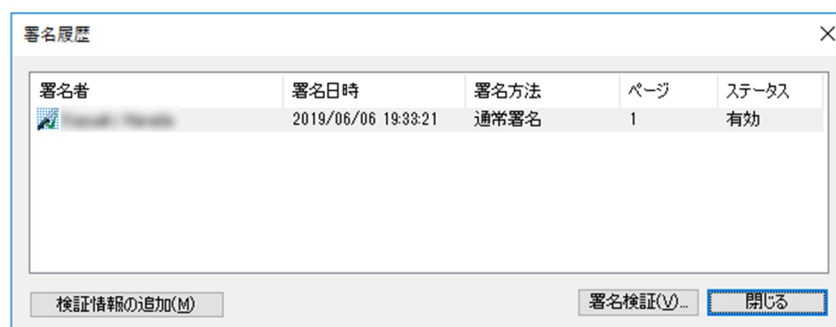 署名履歴
署名者 署名日時 署名方法 ページ ステータス
2019/06/06 19:33:21 通常署名 1 有効
検証情報の追加(M)
署名検証(V)... 閉じる